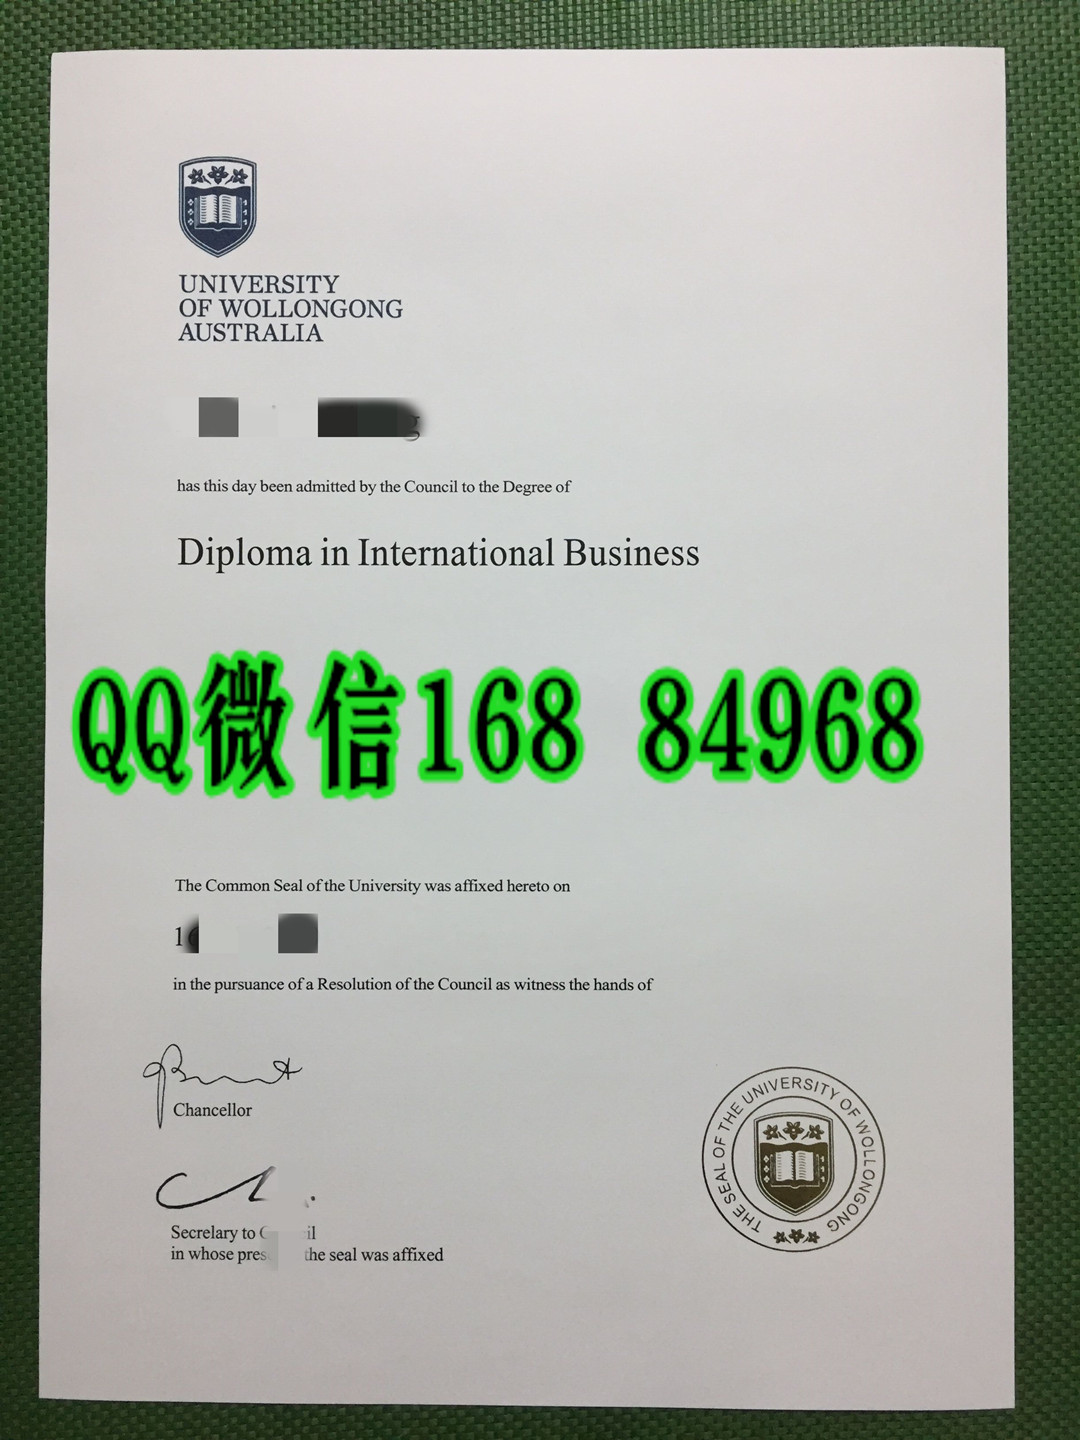 UNIVERSITY
OF WOLLONGONG
AUSTRALIA
has this day been admitted by the Council to the Degree of
Diploma in International Business
QQ微信168 84968
The Common Seal of the University was affixed hereto on
in the pursuance of a Resolution of the Council as witness the hands of
Chancellor
Secrelary to
in whose the seal was affixed
THE SEAL OF THE UNIVERSITY OF WOLLONGONG